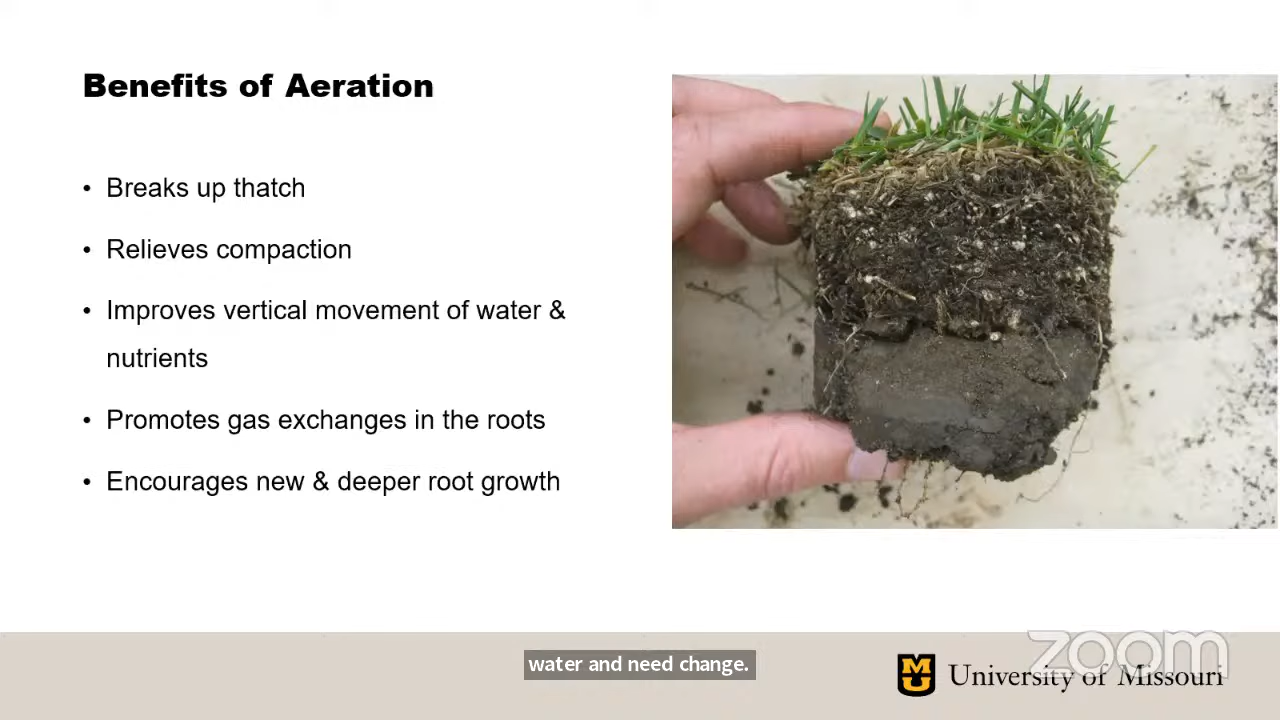 Benefits of Aeration
• Breaks up thatch
• Relieves compaction
• Improves vertical movement of water &
nutrients
• Promotes gas exchanges in the roots
• Encourages new & deeper root growth
water and need change.
zoom
University of Missouri